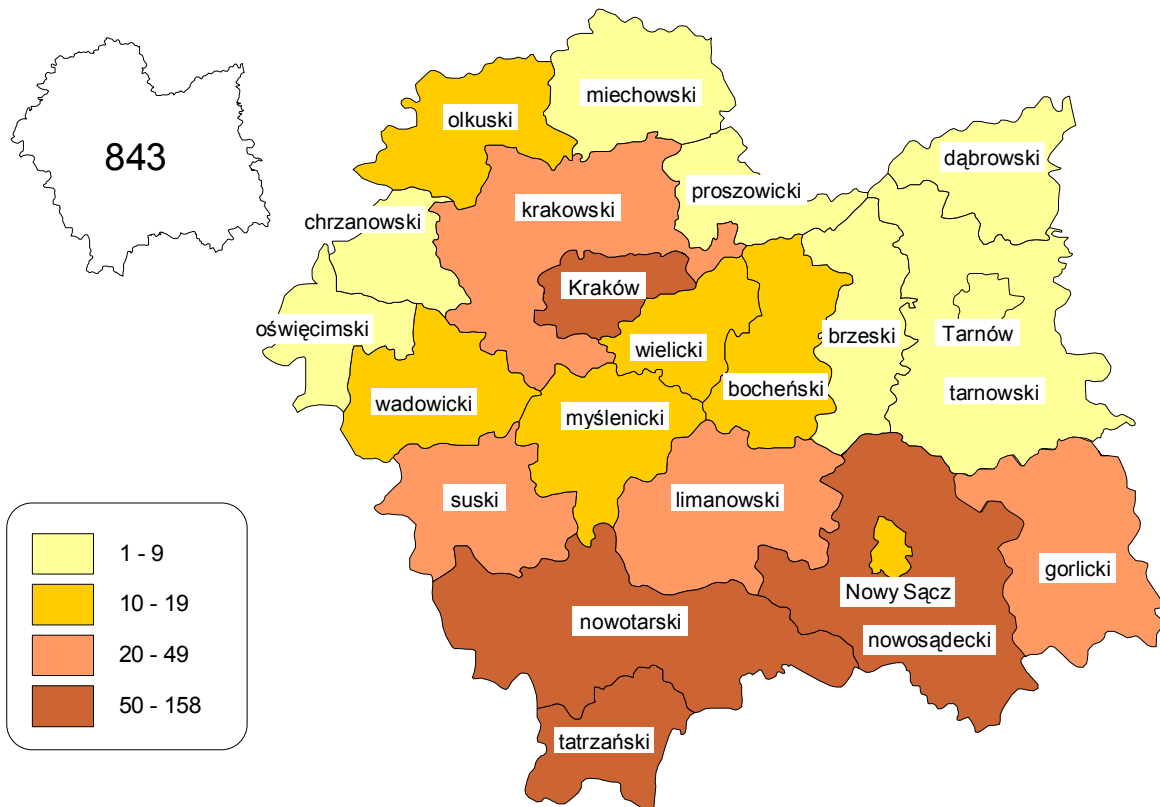 843
miechowski
olkuski
dąbrowski
proszowicki
krakowski
chrzanowski
Kraków
oświęcimski
wielicki
brzeski
Tarnów
bocheński
tarnowski
wadowicki
myślenicki
suski
limanowski
gorlicki
Nowy Sącz
nowotarski
nowosądecki
tatrzański
1 - 9
10 - 19
20 - 49
50 - 158